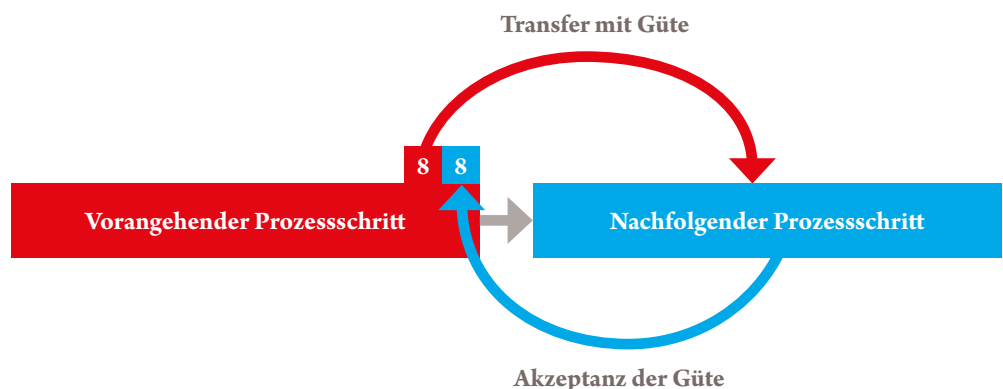 Transfer mit Güte
8 8
Vorangehender Prozessschritt
Nachfolgender Prozessschritt
Akzeptanz der Güte